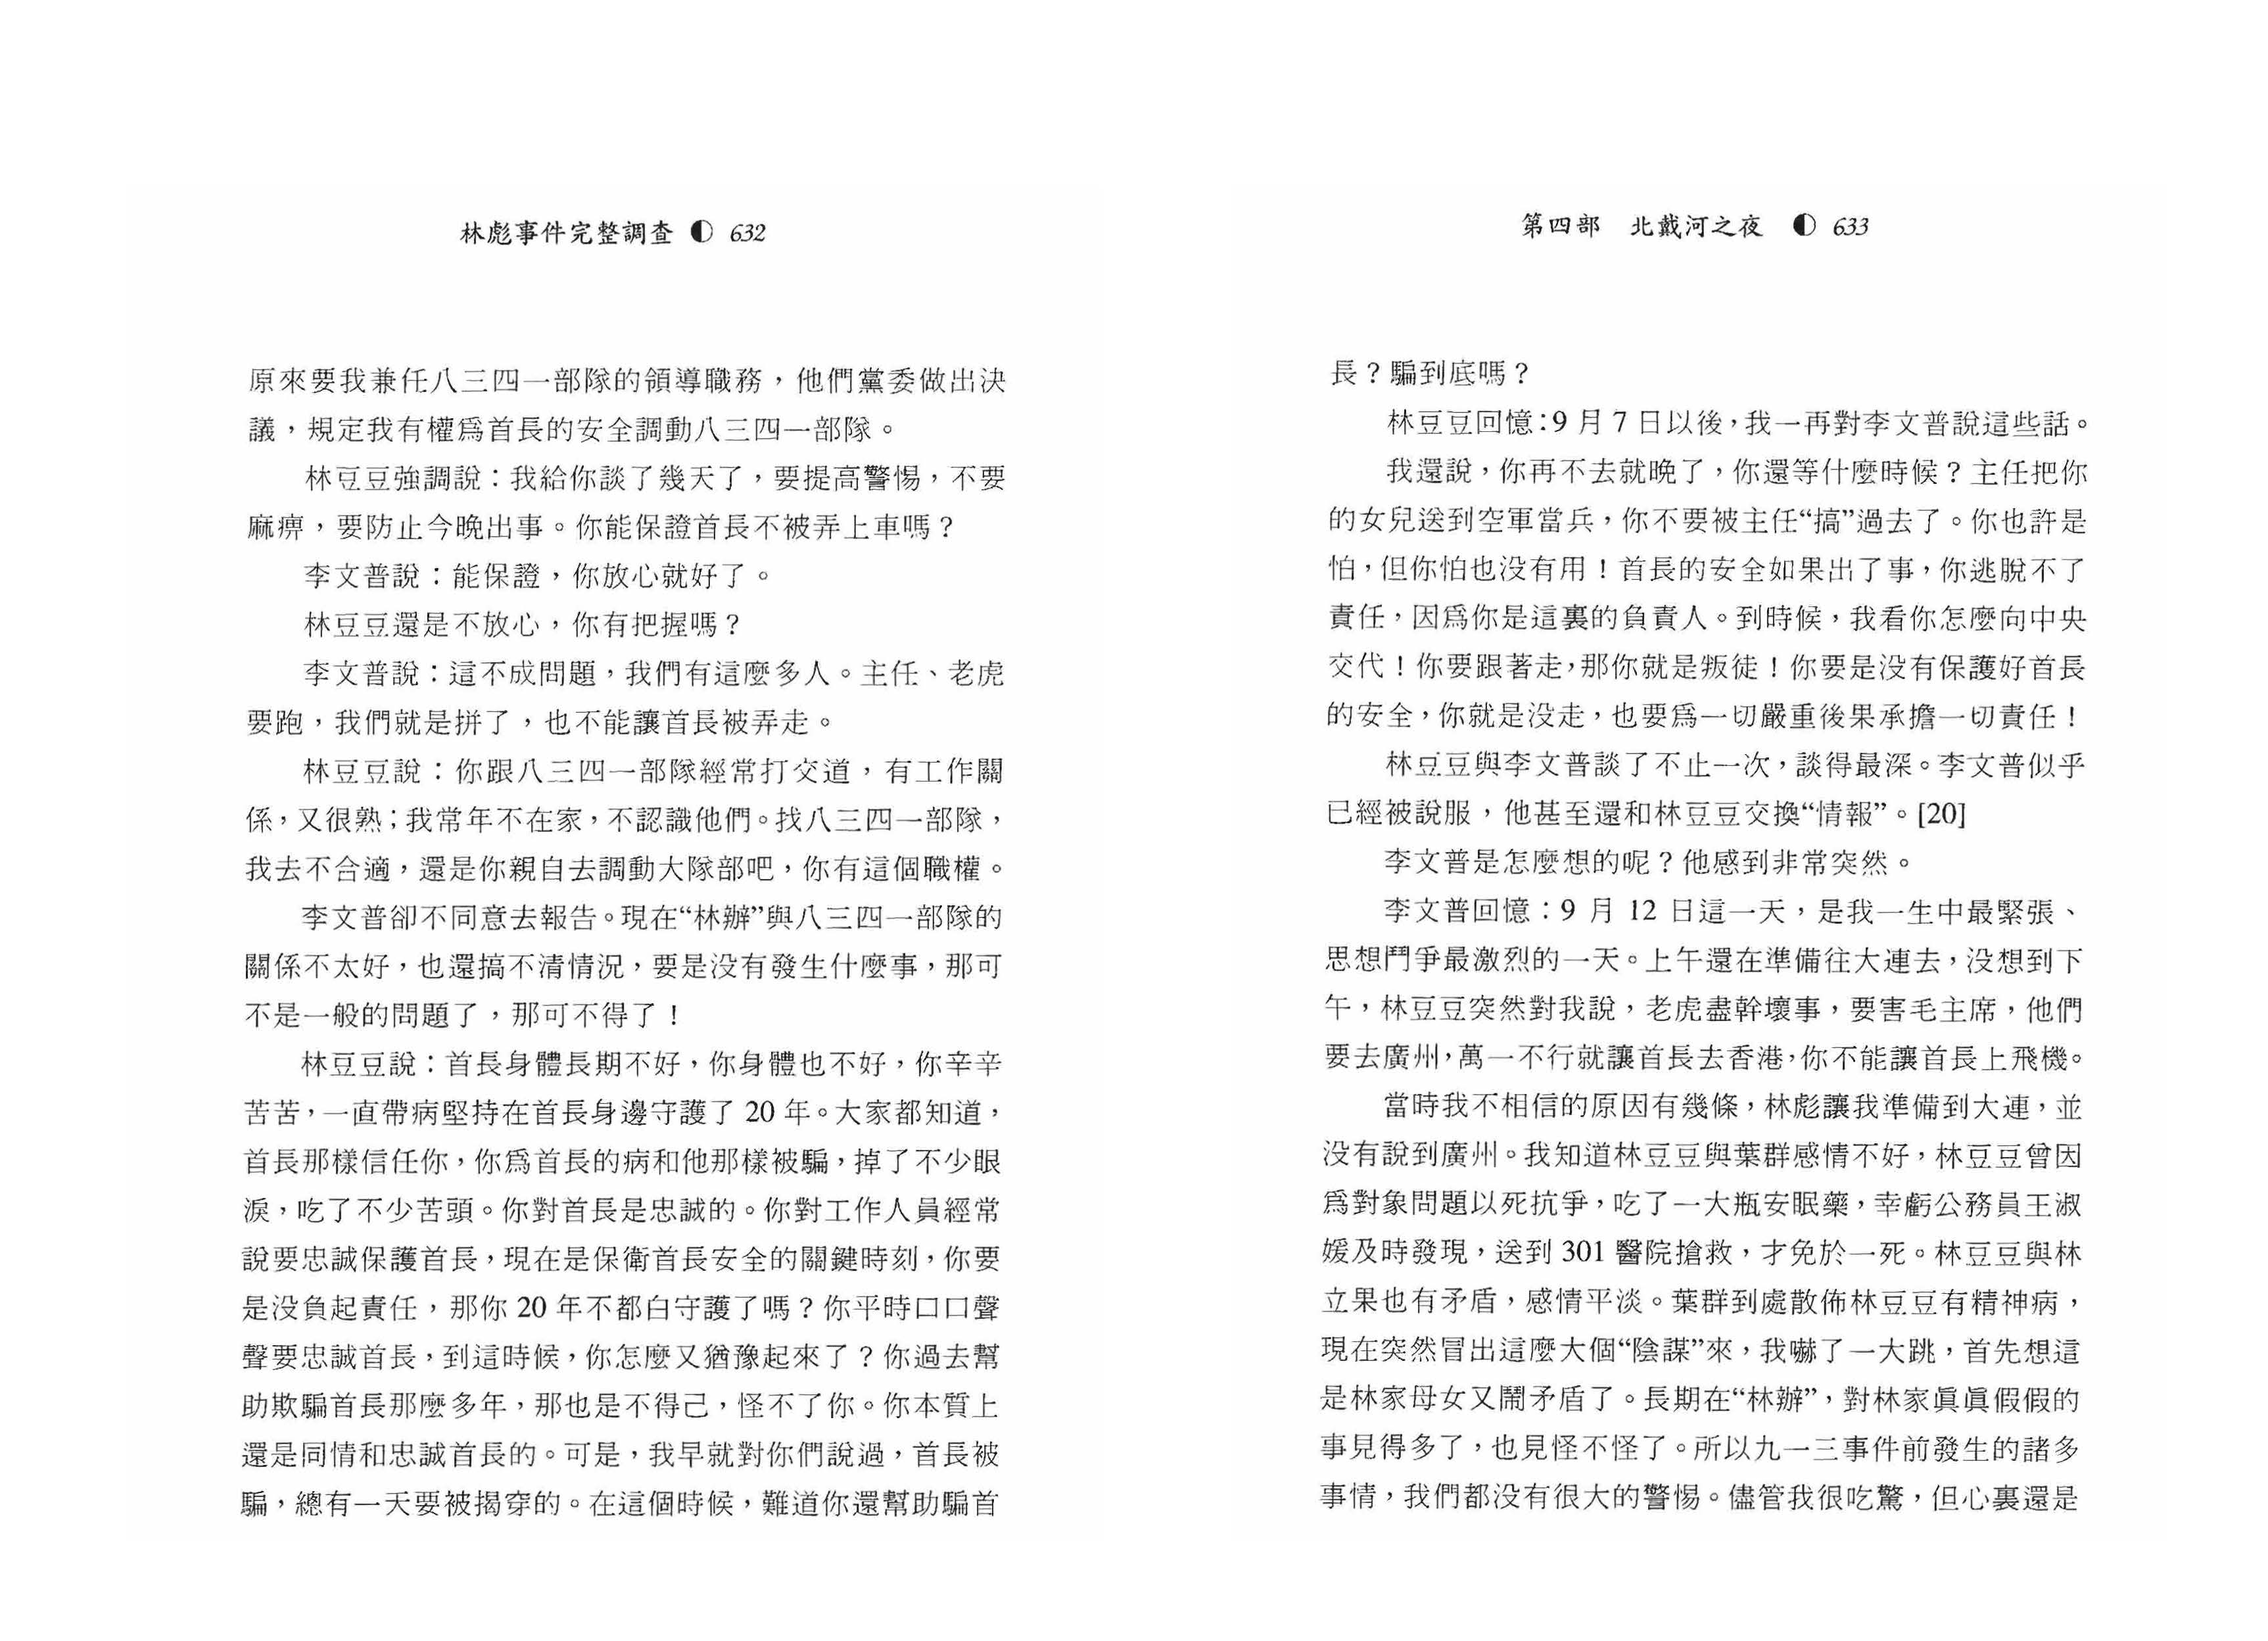 林彪事件完整調查 ◐ 632
原來要我兼任八三四一部隊的領導職務，他們黨委做出決
議，規定我有權爲首長的安全調動八三四一部隊。
林豆豆強調說：我給你談了幾天了，要提高警惕，不要
麻痹，要防止今晚出事。你能保證首長不被弄上車嗎？
李文普說：能保證，你放心就好了。
林豆豆還是不放心，你有把握嗎？
李文普說：這不成問題，我們有這麼多人。主任、老虎
要跑，我們就是拼了，也不能讓首長被弄走。
林豆豆說：你跟八三四一部隊經常打交道，有工作關
係，又很熟；我常年不在家，不認識他們。找八三四一部隊，
我去不合適，還是你親自去調動大隊部吧，你有這個職權。
李文普卻不同意去報告。現在“林辦”與八三四一部隊的
關係不太好，也還搞不清情況，要是没有發生什麼事，那可
不是一般的問題了，那可不得了！
林豆豆說：首長身體長期不好，你身體也不好，你辛辛
苦苦，一直帶病堅持在首長身邊守護了 20 年。大家都知道，
首長那樣信任你，你爲首長的病和他那樣被騙，掉了不少眼
淚，吃了不少苦頭。你對首長是忠誠的。你對工作人員經常
說要忠誠保護首長，現在是保衛首長安全的關鍵時刻，你要
是没負起責任，那你 20 年不都白守護了嗎？你平時口口聲
聲要忠誠首長，到這時候，你怎麼又猶豫起來了？你過去幫
助欺騙首長那麼多年，那也是不得己，怪不了你。你本質上
還是同情和忠誠首長的。可是，我早就對你們說過，首長被
騙，總有一天要被揭穿的。在這個時候，難道你還幫助騙首
第四部 北戴河之夜 ◐ 633
長？騙到底嗎？
林豆豆回憶：9 月 7 日以後，我一再對李文普說這些話。
我還說，你再不去就晚了，你還等什麼時候？主任把你
的女兒送到空軍當兵，你不要被主任“搞”過去了。你也許是
怕，但你怕也没有用！首長的安全如果出了事，你逃脫不了
責任，因爲你是這裏的負責人。到時候，我看你怎麼向中央
交代！你要跟著走，那你就是叛徒！你要是没有保護好首長
的安全，你就是没走，也要爲一切嚴重後果承擔一切責任！
林豆豆與李文普談了不止一次，談得最深。李文普似乎
已經被說服，他甚至還和林豆豆交換“情報”。[20]
李文普是怎麼想的呢？他感到非常突然。
李文普回憶：9 月 12 日這一天，是我一生中最緊張、
思想鬥爭最激烈的一天。上午還在準備往大連去，没想到下
午，林豆豆突然對我說，老虎盡幹壞事，要害毛主席，他們
要去廣州，萬一不行就讓首長去香港，你不能讓首長上飛機。
當時我不相信的原因有幾條，林彪讓我準備到大連，並
没有說到廣州。我知道林豆豆與葉群感情不好，林豆豆曾因
爲對象問題以死抗爭，吃了一大瓶安眠藥，幸虧公務員王淑
媛及時發現，送到 301 醫院搶救，才免於一死。林豆豆與林
立果也有矛盾，感情平淡。葉群到處散佈林豆豆有精神病，
現在突然冒出這麼大個“陰謀”來，我嚇了一大跳，首先想這
是林家母女又鬧矛盾了。長期在“林辦”，對林家眞眞假假的
事見得多了，也見怪不怪了。所以九一三事件前發生的諸多
事情，我們都没有很大的警惕。儘管我很吃驚，但心裏還是